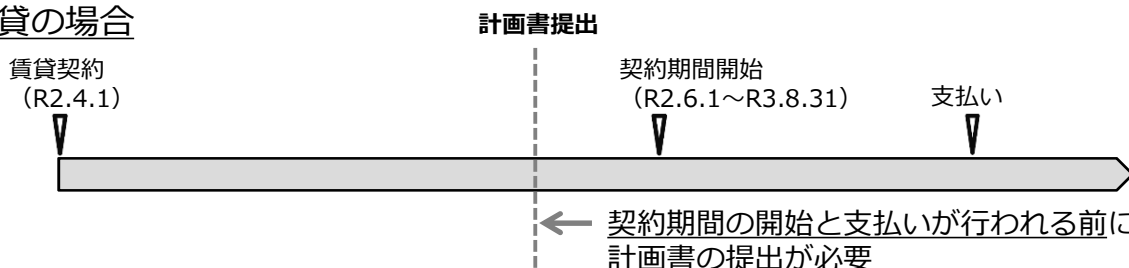 貸の場合
計画書提出
賃貸契約
（R2.4.1）
契約期間開始
（R2.6.1～R3.8.31）
支払い
契約期間の開始と支払いが行われる前に
計画書の提出が必要